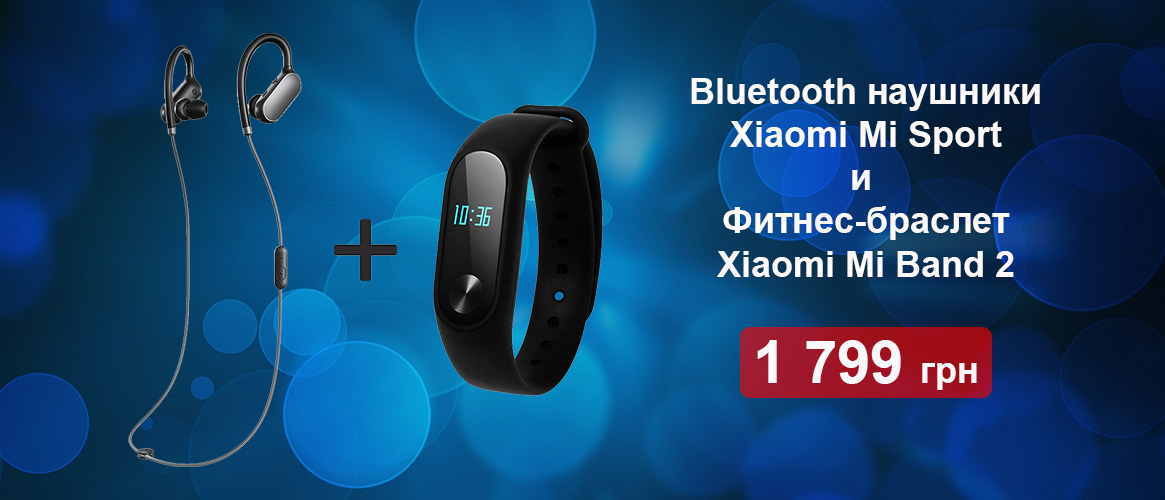 10:36
Bluetooth наушники
Xiaomi Mi Sport
и
Фитнес-браслет
Xiaomi Mi Band 2
1 799 грн